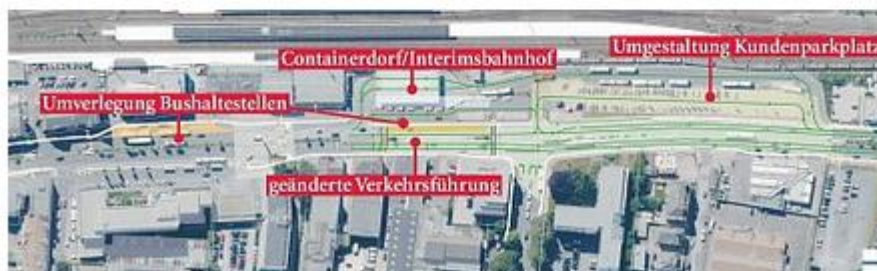 Umgestaltung Kundenparkplatz
Containerdorf/Interimsbahnhof
Umverlegung Bushaltestellen
geänderte Verkehrsführung